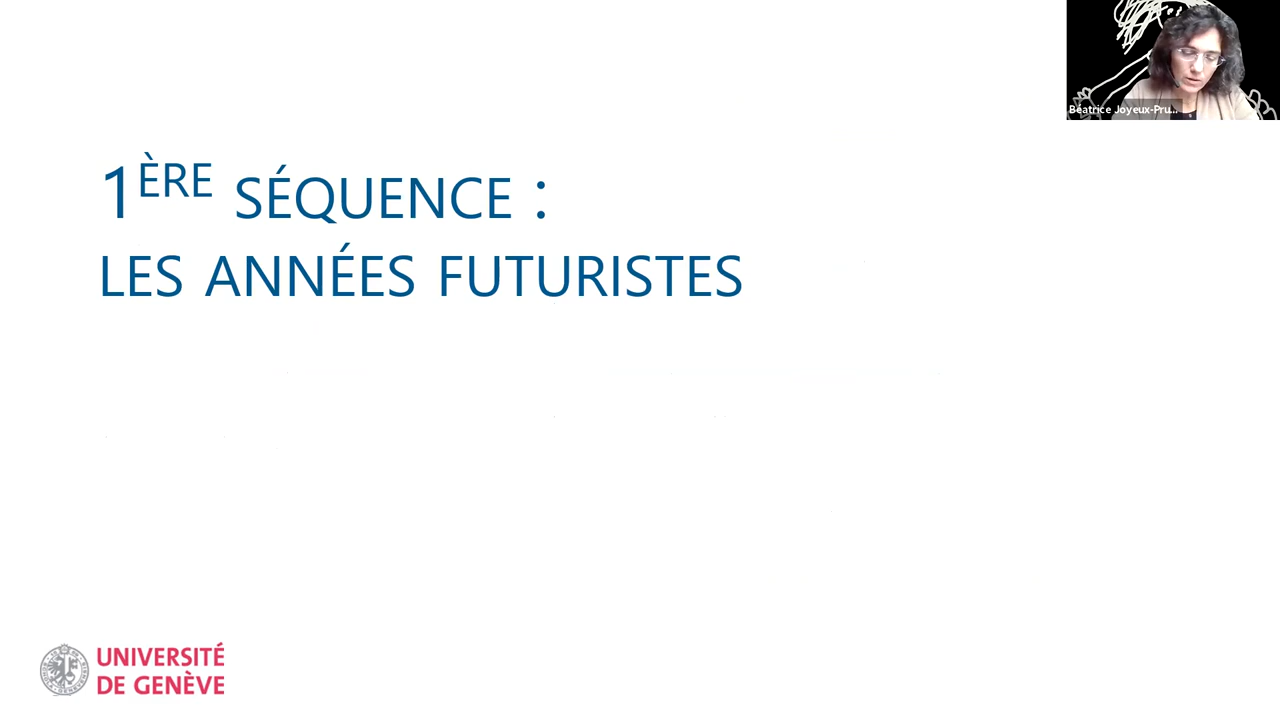 Béatrice Joyeux-Pru...
1ÈRE SÉQUENCE :
LES ANNÉES FUTURISTES
UNIVERSITÉ
DE GENÈVE